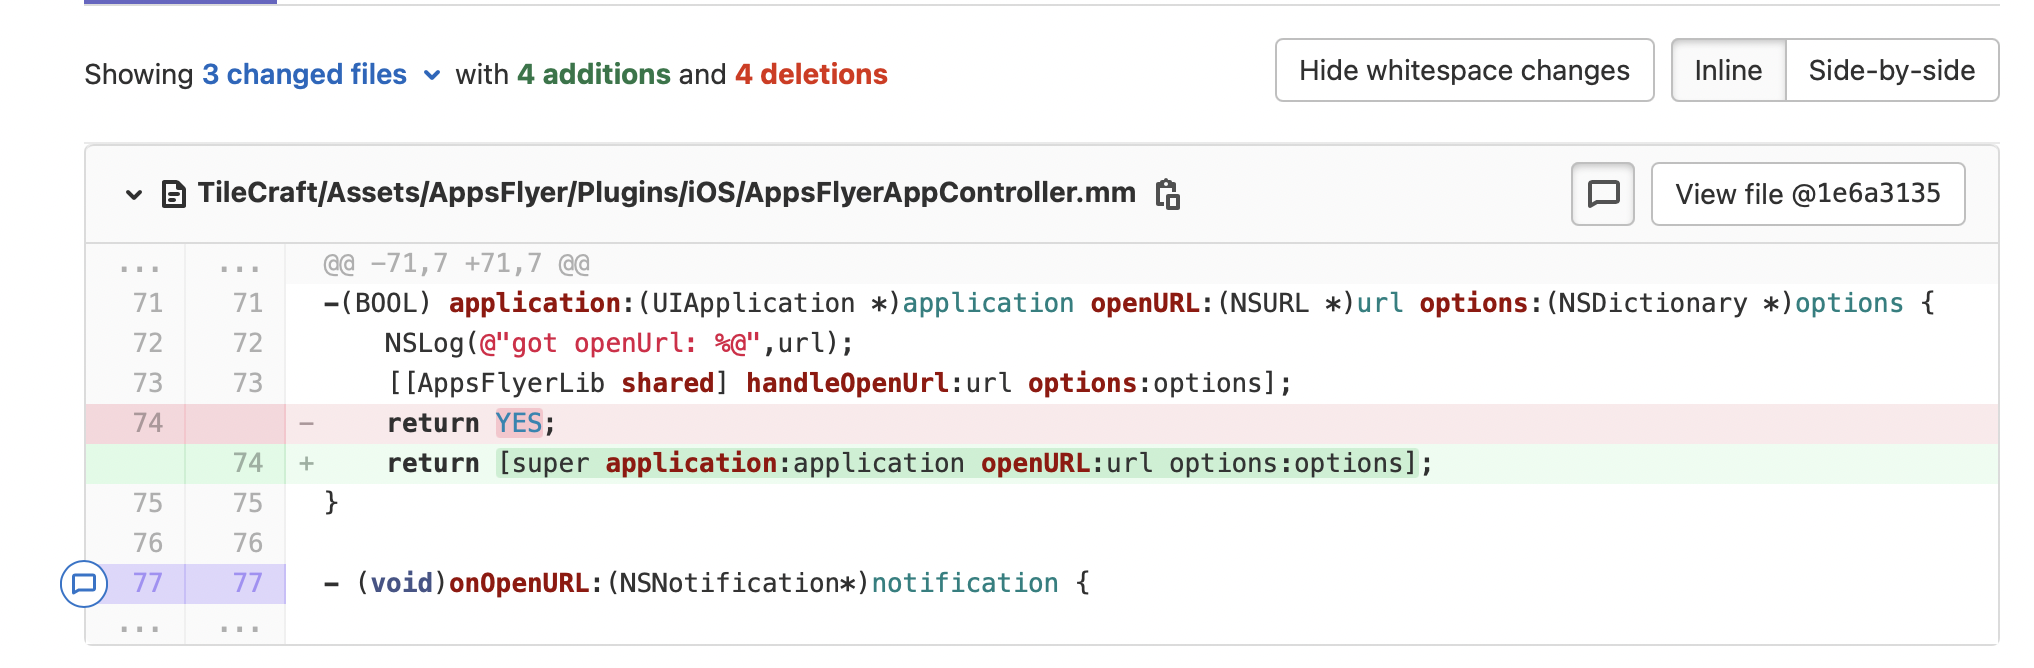 Showing 3 changed files with 4 additions and 4 deletions Hide whitespace changes Inline Side-by-side
TileCraft/Assets/AppsFlyer/Plugins/iOS/AppsFlyerAppController.mm View file @1e6a3135
... ... @@ -71,7 +71,7 @@
71 71 -(BOOL) application:(UIApplication *)application openURL:(NSURL *)url options:(NSDictionary *)options {
72 72 NSLog(@"got openUrl: %@",url);
73 73 [[AppsFlyerLib shared] handleOpenUrl:url options:options];
74 - return YES;
74 + return [super application:application openURL:url options:options];
75 75 }
76 76
77 77 - (void)onOpenURL:(NSNotification*)notification {
... ...